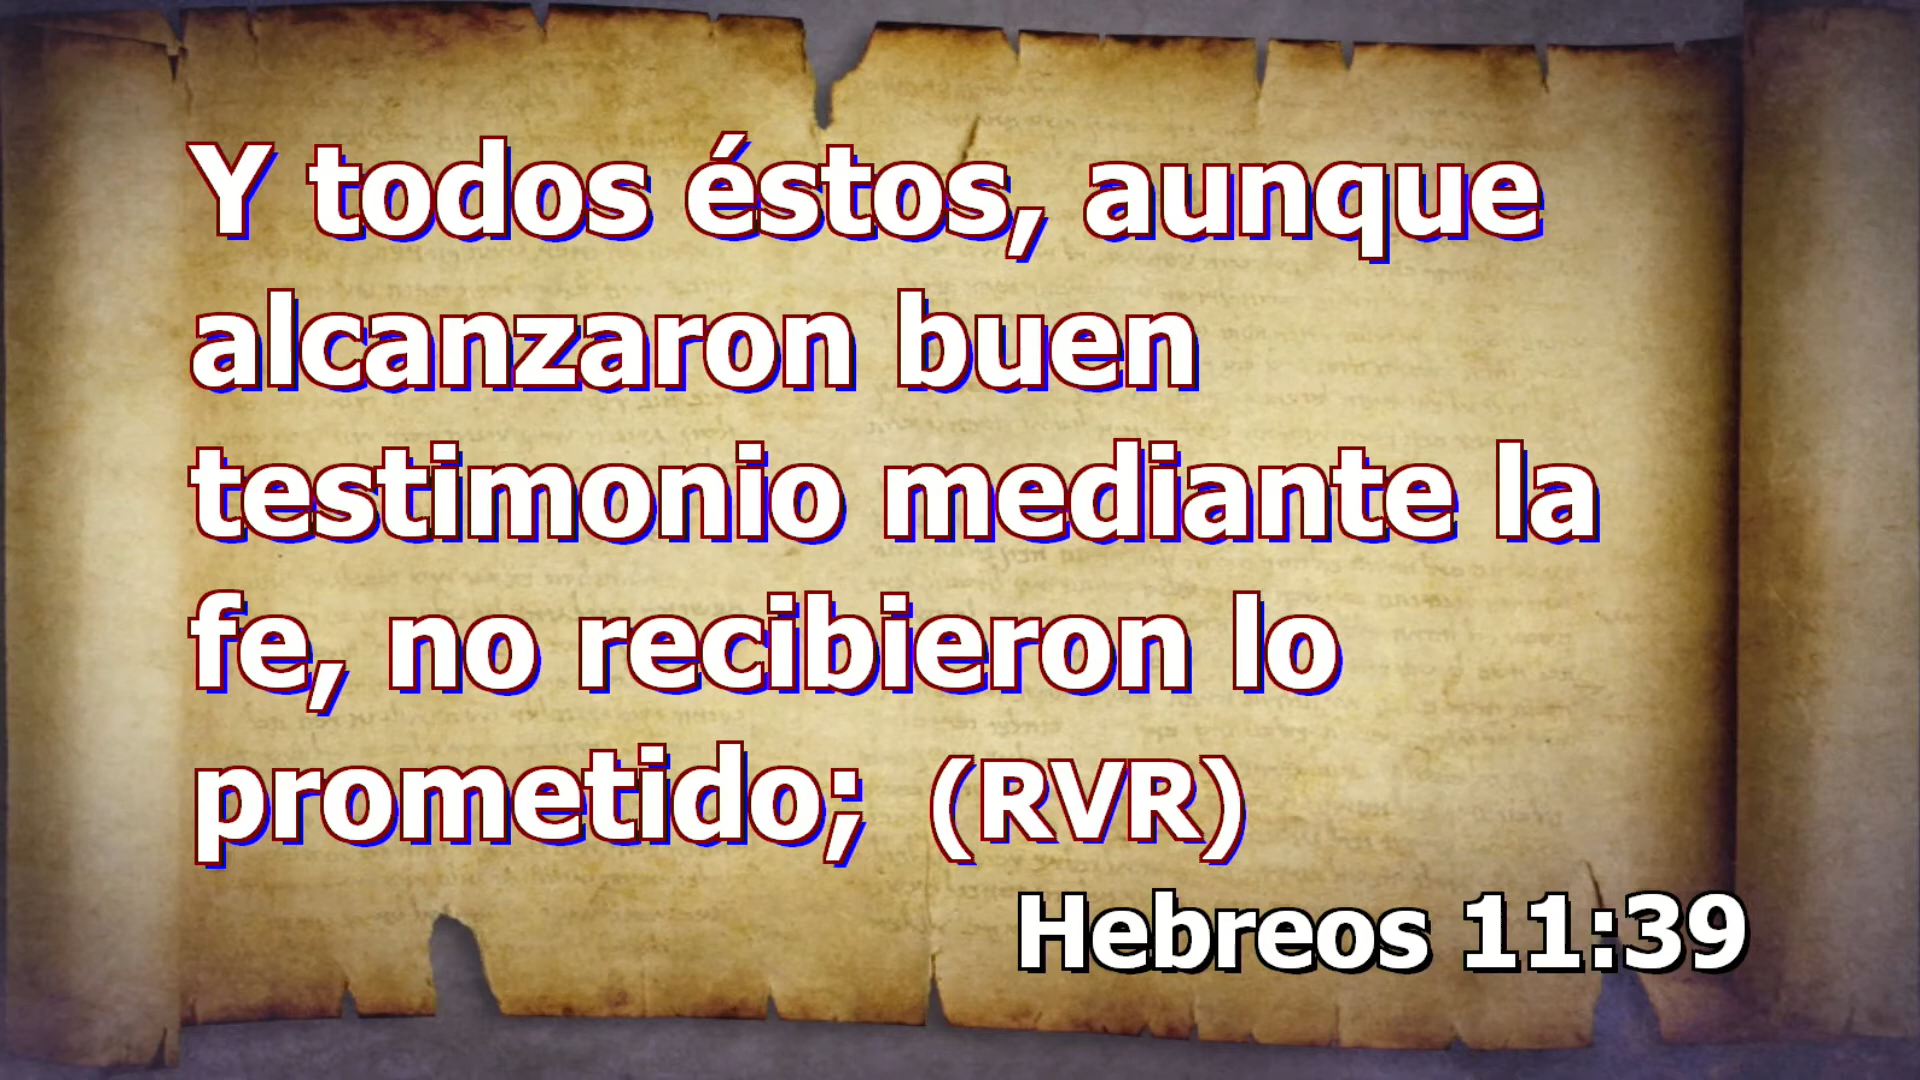 Y todos éstos, aunque
alcanzaron buen
testimonio mediante la
fe, no recibieron lo
prometido; (RVR)
Hebreos 11:39